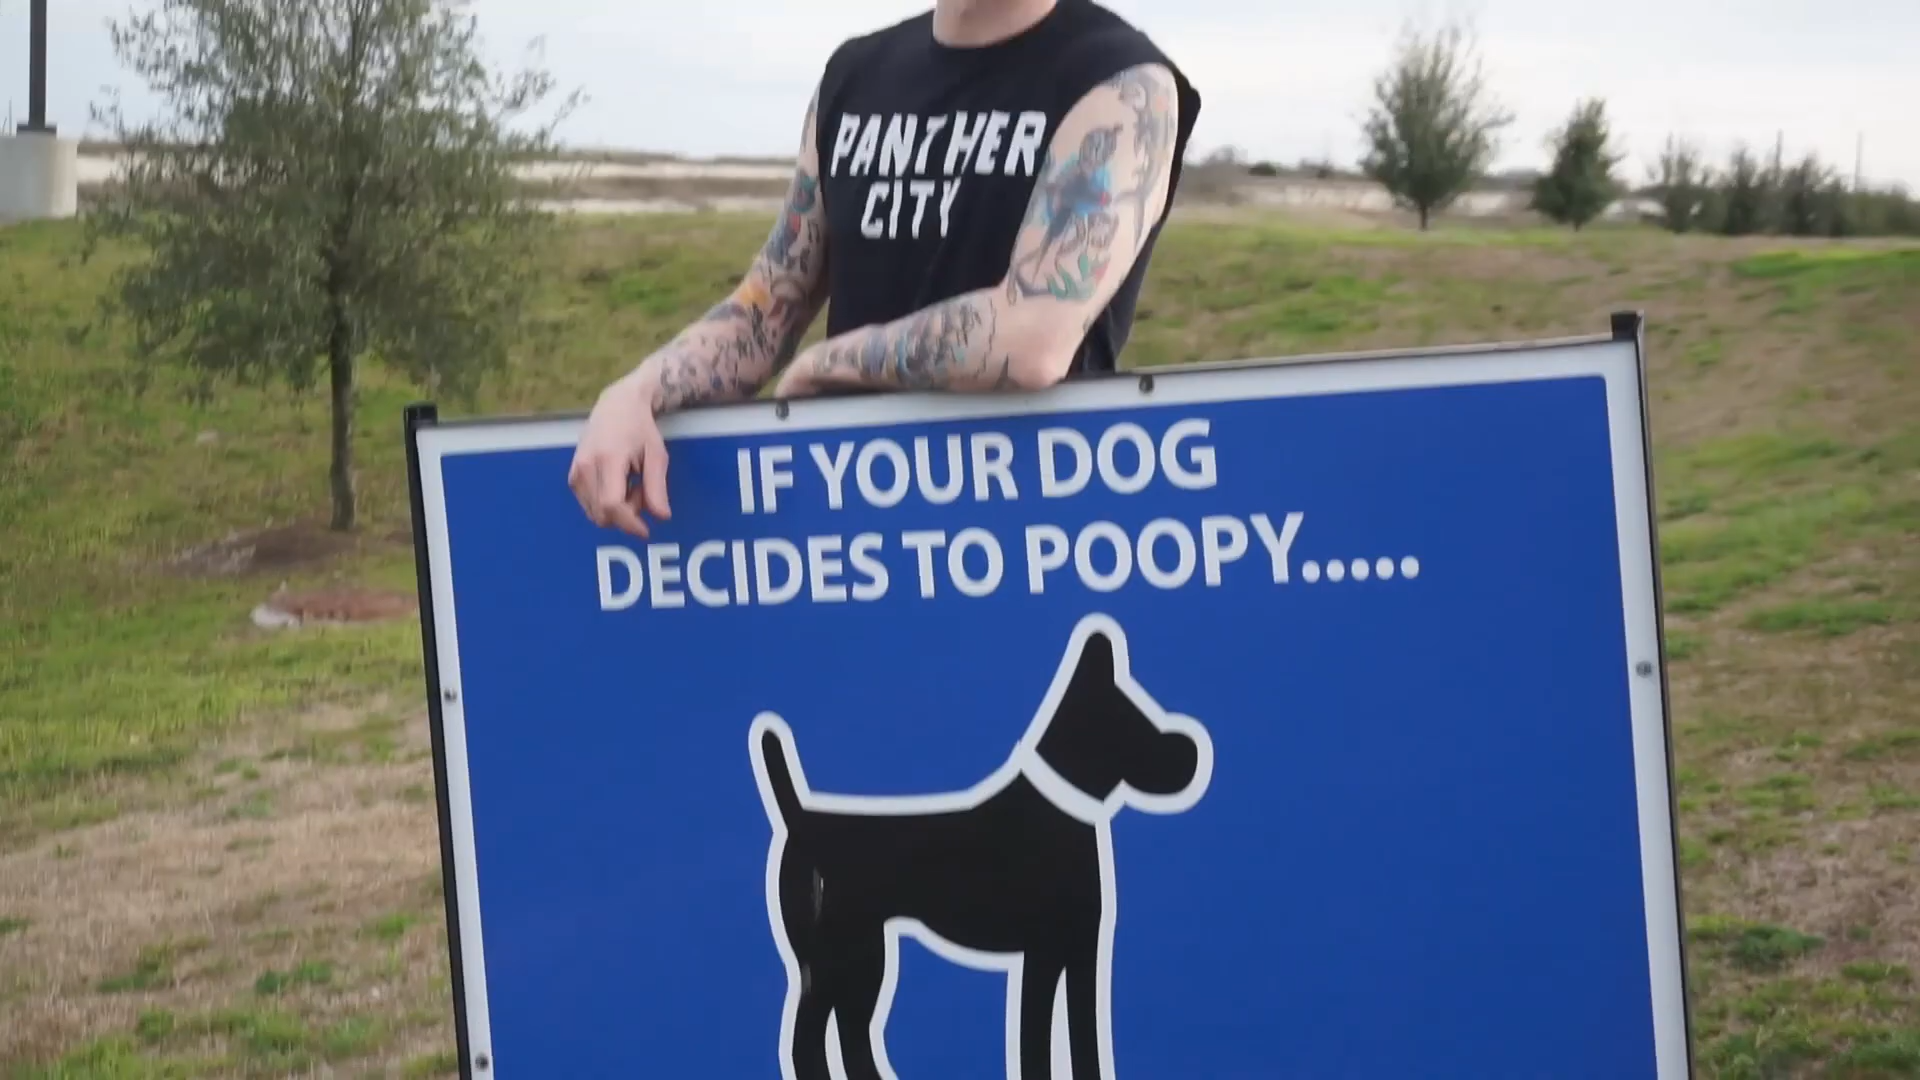 PANTHER
CITY
IF YOUR DOG
DECIDES TO POOPY.....